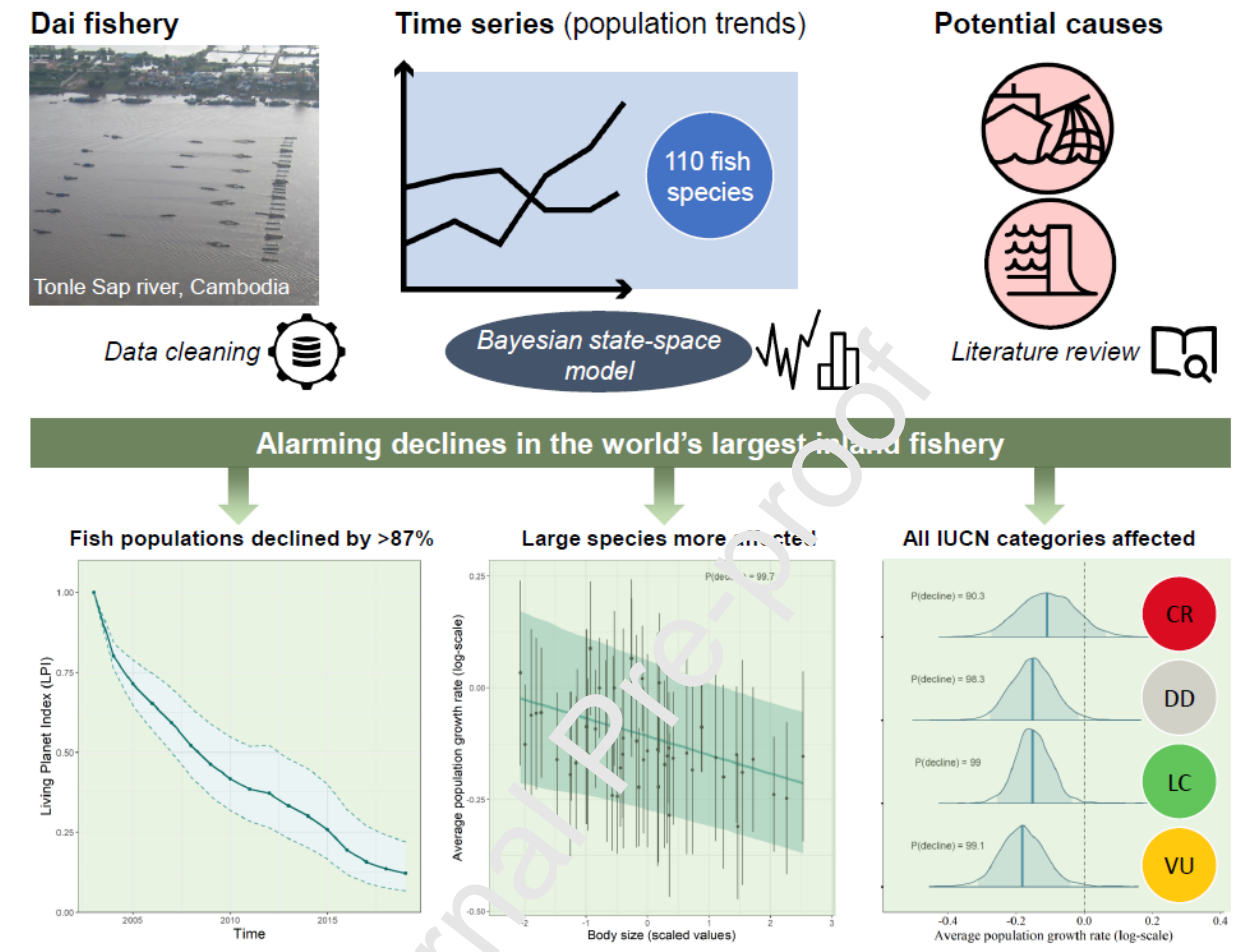 Dai fishery
Time series (population trends)
Potential causes
110 fish
species
Tonle Sap river, Cambodia
Data cleaning
Bayesian state-space
model
Literature review
Alarming declines in the world's largest inland fishery
Fish populations declined by >87%
Large species more affected
All IUCN categories affected
Living Planet Index (LPI)
1.00
0.75
0.50
0.25
0.00
2005
2010
2015
Time
Average population growth rate (log-scale)
0.25
0.00
-0.25
-0.50
P(decline) = 99.7
-2
-1
0
1
2
3
Body size (scaled values)
P(decline) = 90.3
CR
P(decline) = 98.3
DD
P(decline) = 99
LC
P(decline) = 99.1
VU
-0.4
-0.2
0.0
0.2
0.4
Average population growth rate (log-scale)
rnal Pre-proof